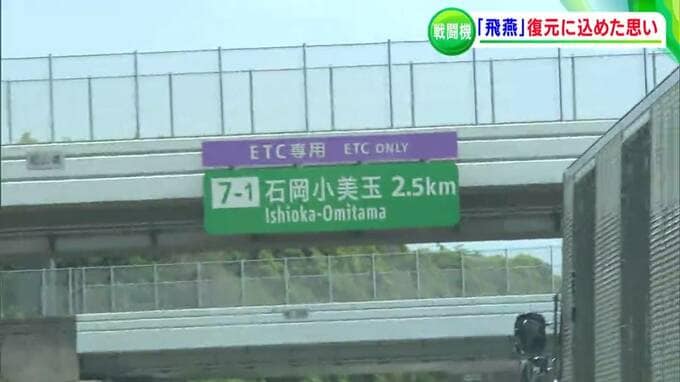 戦闘機
「飛燕」復元に込めた思い
ETC専用 ETC ONLY
7-1 石岡小美玉 2.5km
Ishioka-Omitama